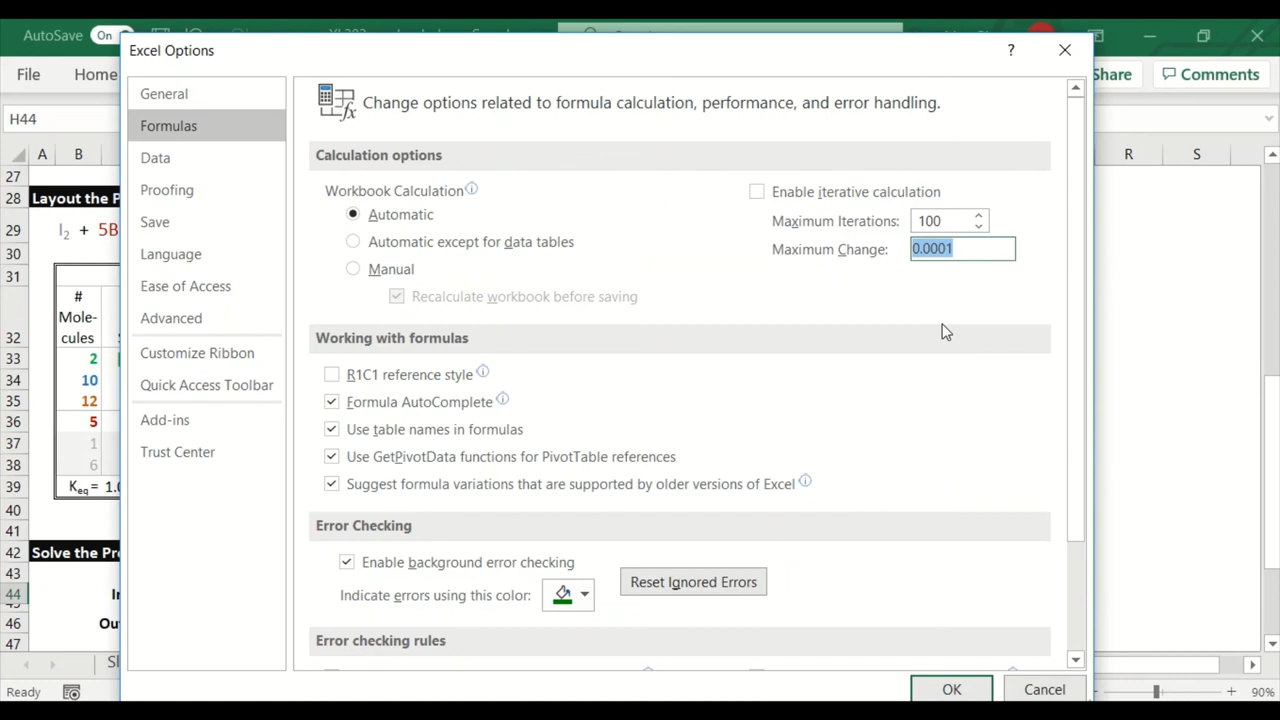 AutoSave On
Excel Options
?
File
Home
Share
Comments
H44
A B R S
27
28 Layout the P
29 I2 + 5B
30
31
#
Mole-
cules
32
33 2
34 10
35 12
36 5
37 1
38 6
39 Keq = 1.0
40
41
42 Solve the Pro
43
44 In
45
46 Ou
47
Ready
90%
General
Formulas
Data
Proofing
Save
Language
Ease of Access
Advanced
Customize Ribbon
Quick Access Toolbar
Add-ins
Trust Center
Change options related to formula calculation, performance, and error handling.
Calculation options
Workbook Calculation
Automatic
Automatic except for data tables
Manual
Recalculate workbook before saving
Enable iterative calculation
Maximum Iterations: 100
Maximum Change: 0.0001
Working with formulas
R1C1 reference style
Formula AutoComplete
Use table names in formulas
Use GetPivotData functions for PivotTable references
Suggest formula variations that are supported by older versions of Excel
Error Checking
Enable background error checking
Indicate errors using this color:
Reset Ignored Errors
Error checking rules
OK
Cancel